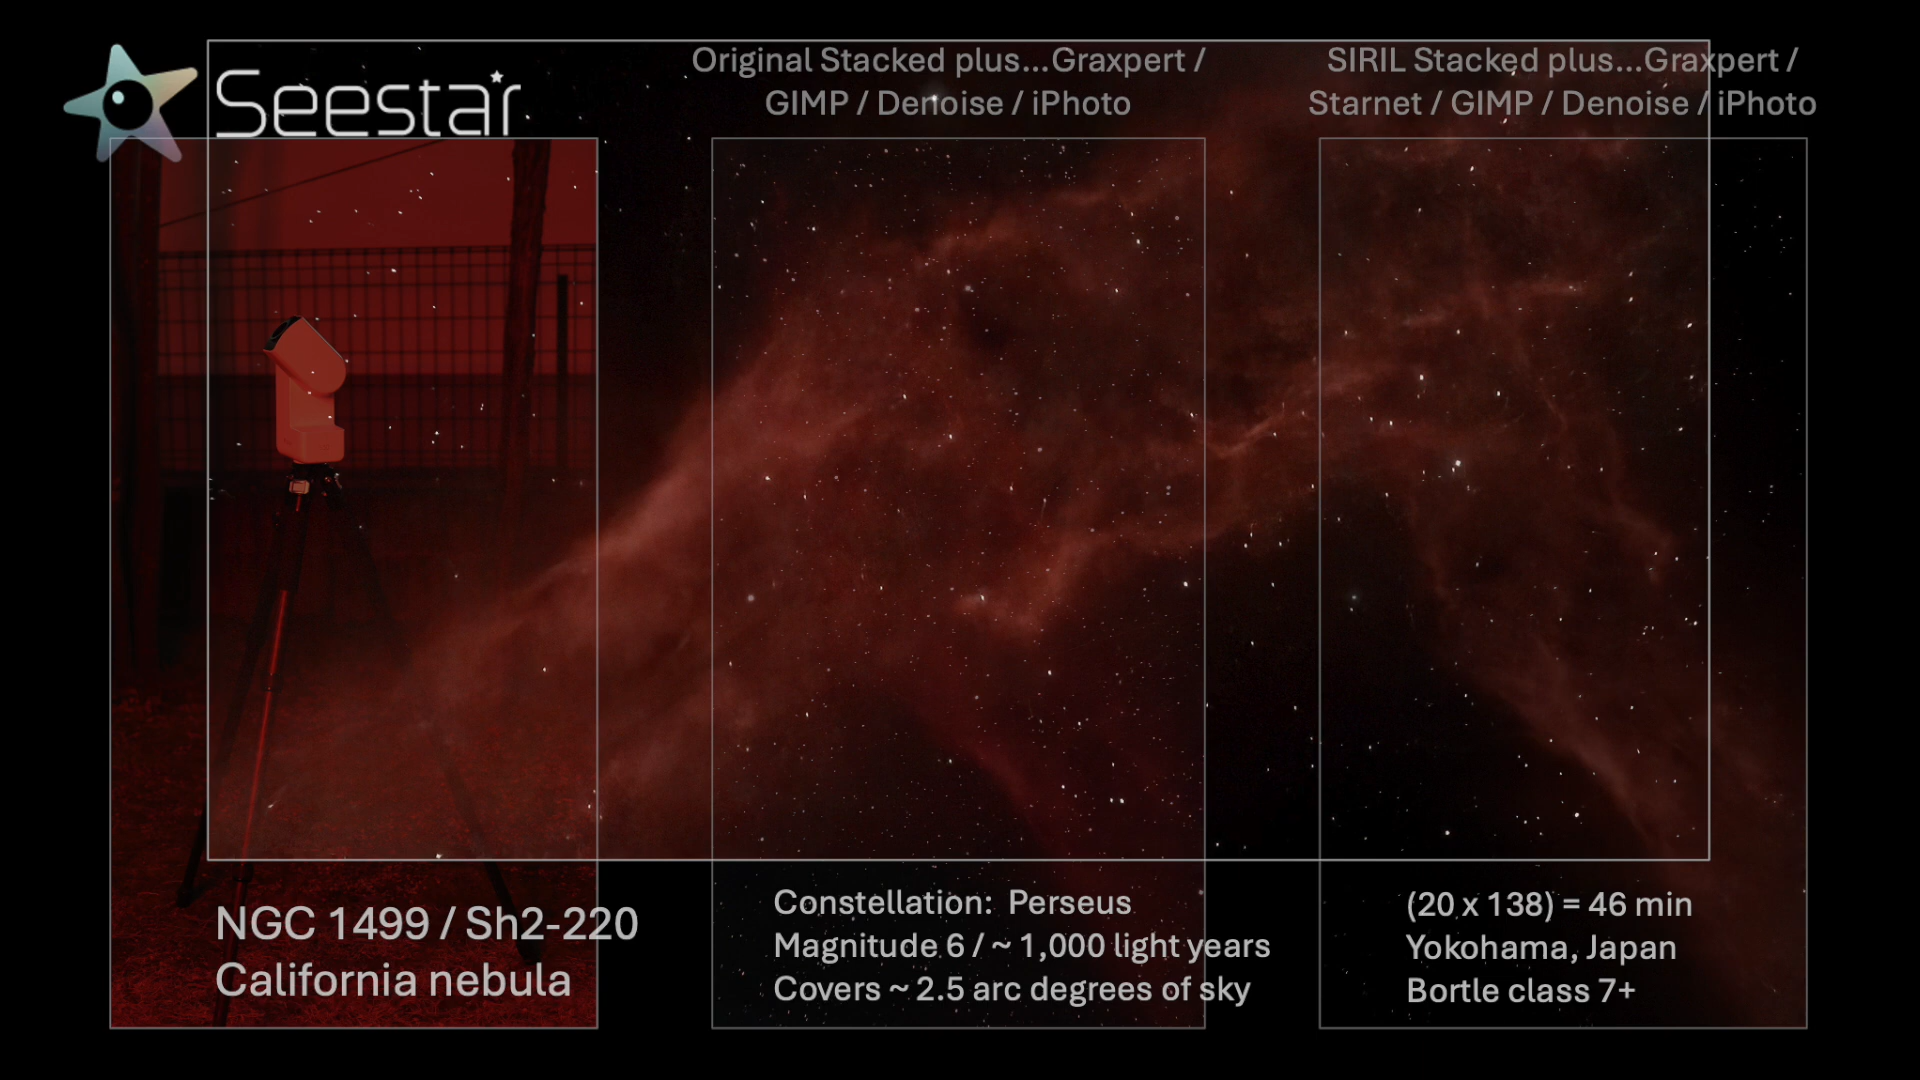 Seestar
Original Stacked plus...Graxpert /
GIMP / Denoise / iPhoto
SIRIL Stacked plus...Graxpert /
Starnet / GIMP / Denoise / iPhoto
NGC 1499 / Sh2-220
California nebula
Constellation: Perseus
Magnitude 6 / ~ 1,000 light years
Covers ~ 2.5 arc degrees of sky
(20 x 138) = 46 min
Yokohama, Japan
Bortle class 7+